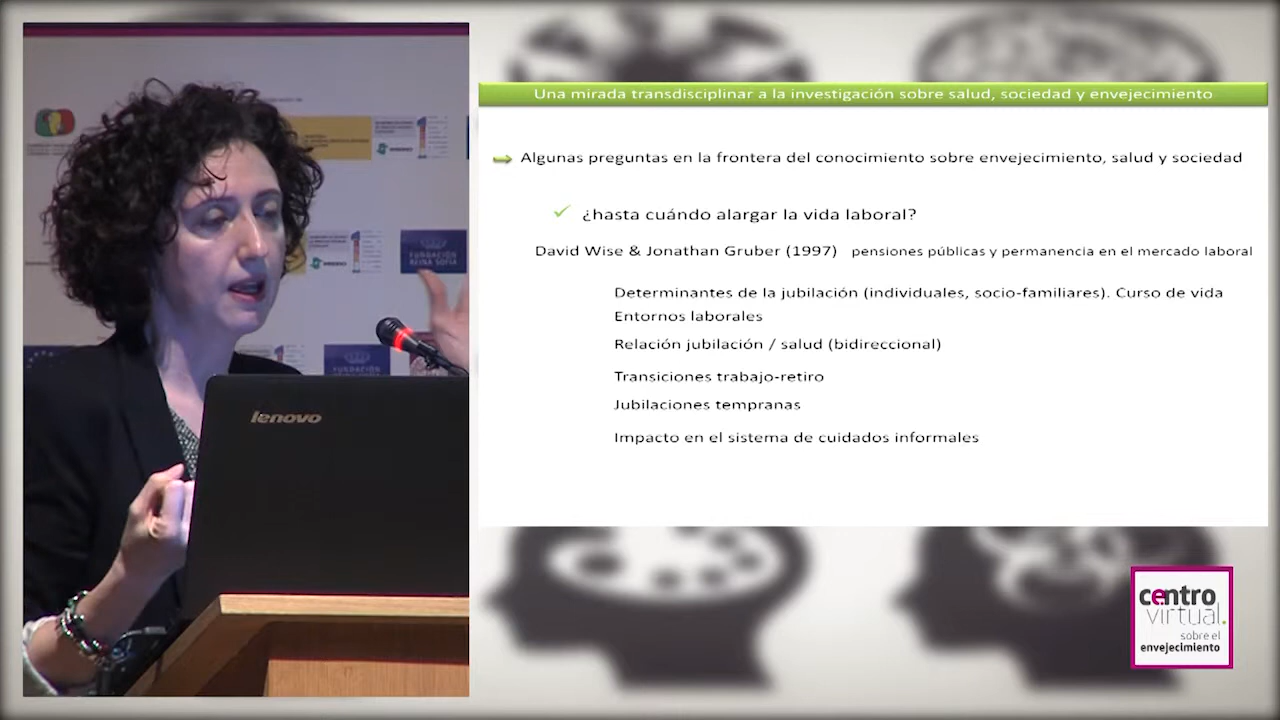 Una mirada transdisciplinar a la investigación sobre salud, sociedad y envejecimiento
Algunas preguntas en la frontera del conocimiento sobre envejecimiento, salud y sociedad
¿hasta cuándo alargar la vida laboral?
David Wise & Jonathan Gruber (1997) pensiones públicas y permanencia en el mercado laboral
Determinantes de la jubilación (individuales, socio-familiares). Curso de vida
Entornos laborales
Relación jubilación / salud (bidireccional)
Transiciones trabajo-retiro
Jubilaciones tempranas
Impacto en el sistema de cuidados informales
lenovo
FUNDACIÓN
REINA SOFÍA
FUNDACIÓN
centro
virtual.
sobre el
envejecimiento